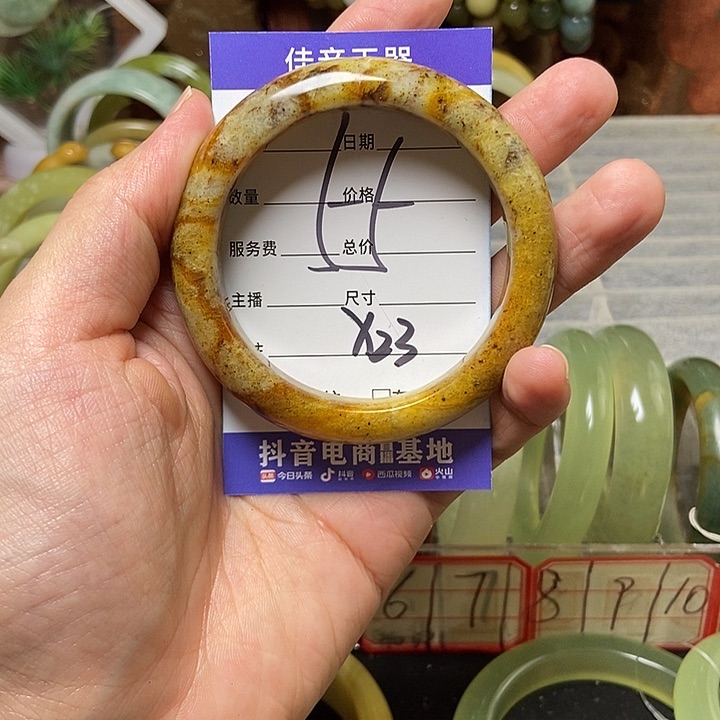 佳音玉器
日期
数量 价格
服务费 总价
主播 尺寸
X23
抖音电商直播基地
今日头条 抖音 西瓜视频 火山
6 7 8 9 10